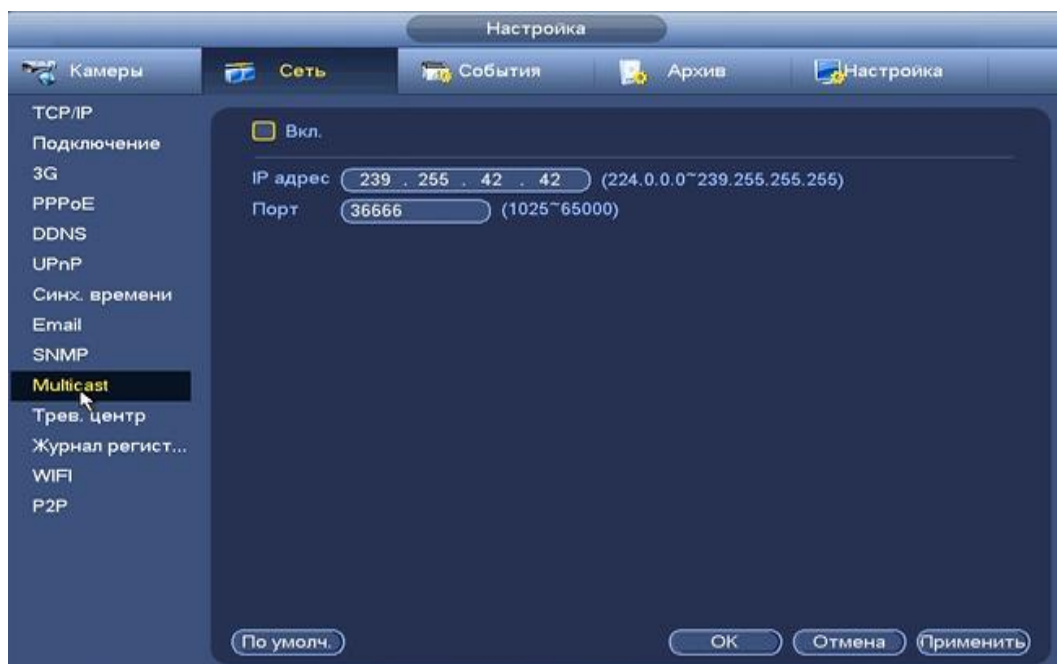 Настройка
Камеры Сеть События Архив Настройка
TCP/IP
Подключение
3G
PPPoE
DDNS
UPnP
Синх. времени
Email
SNMP
Multicast
Трев. центр
Журнал регист...
WIFI
P2P
Вкл.
IP адрес 239 . 255 . 42 . 42 (224.0.0.0~239.255.255.255)
Порт 36666 (1025~65000)
По умолч. OK Отмена Применить